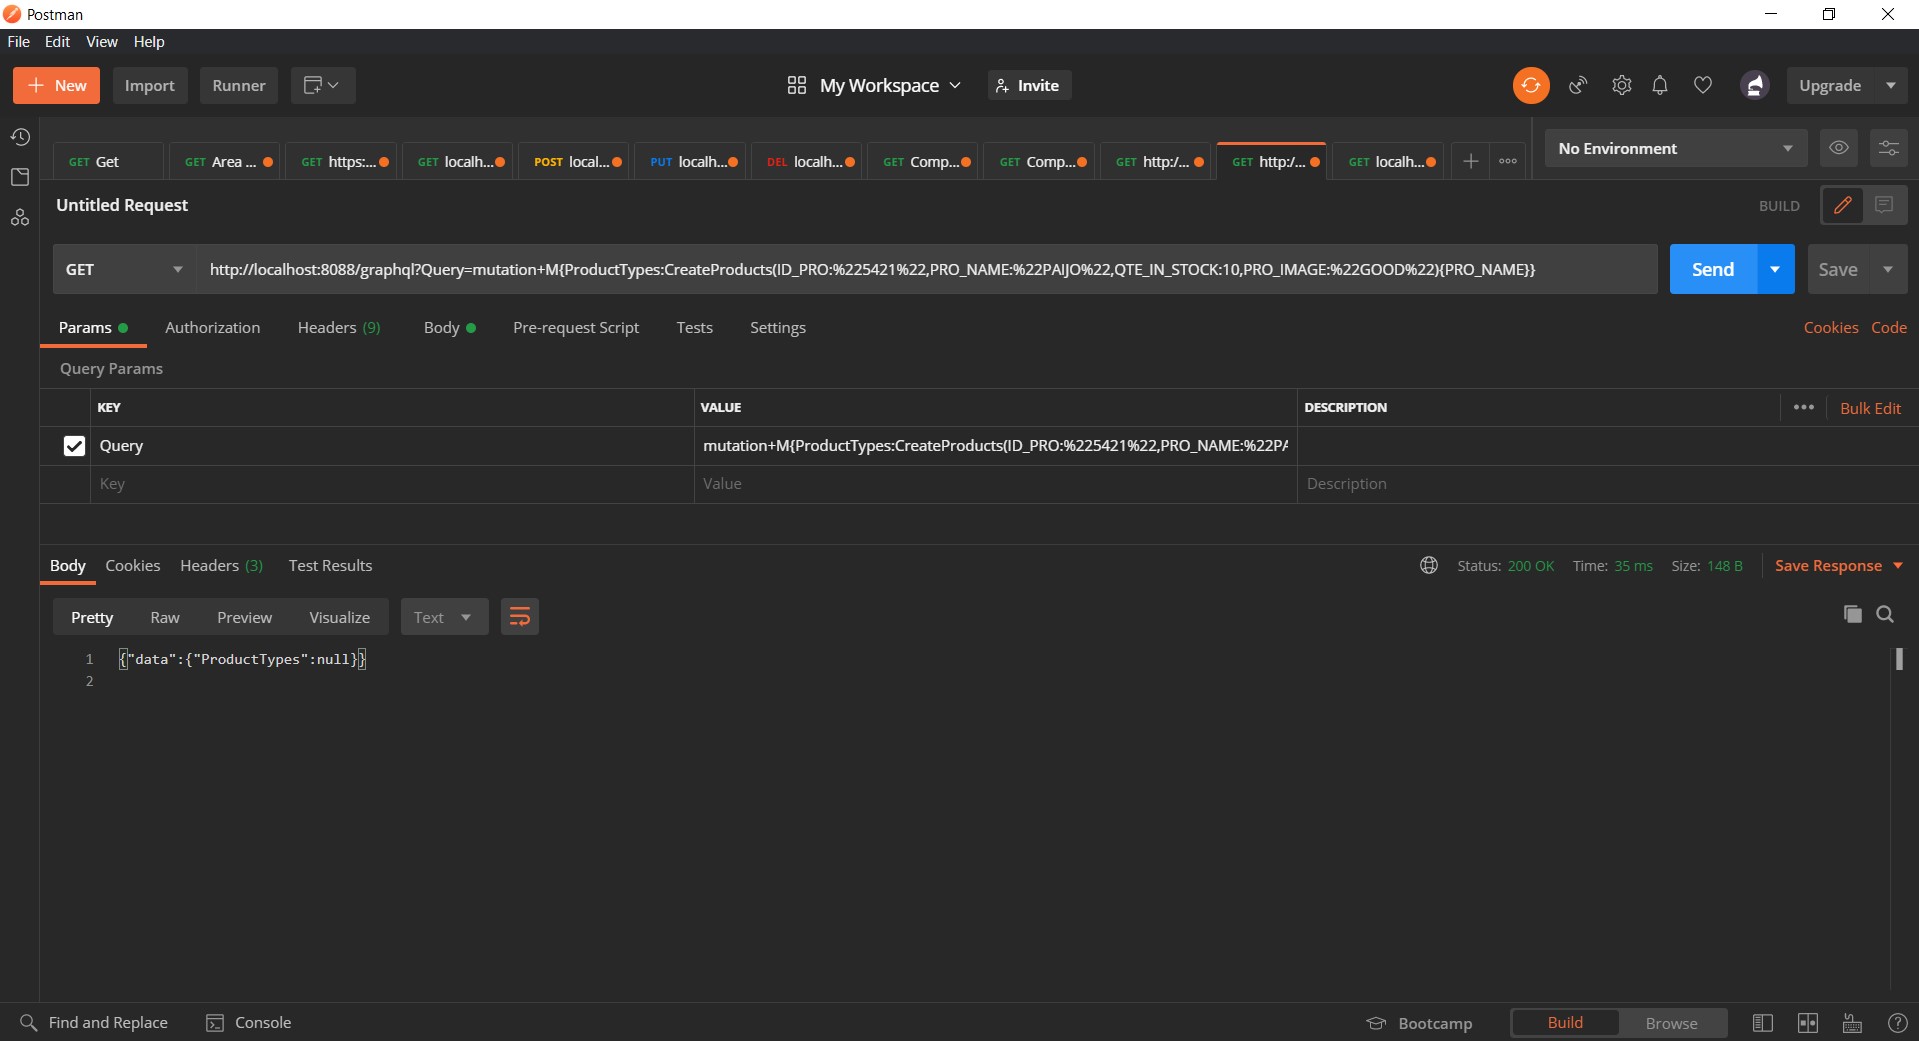 Postman
File Edit View Help
New Import Runner My Workspace Invite Upgrade
GET Get GET Area ... GET https:... GET localh... POST local... PUT localh... DEL localh... GET Comp... GET Comp... GET http:/... GET http:/... GET localh... No Environment
Untitled Request BUILD
GET http://localhost:8088/graphql?Query=mutation+M{ProductTypes:CreateProducts(ID_PRO:%225421%22,PRO_NAME:%22PAIJO%22,QTE_IN_STOCK:10,PRO_IMAGE:%22GOOD%22){PRO_NAME}} Send Save
Params Authorization Headers (9) Body Pre-request Script Tests Settings Cookies Code
Query Params
KEY VALUE DESCRIPTION Bulk Edit
Query mutation+M{ProductTypes:CreateProducts(ID_PRO:%225421%22,PRO_NAME:%22PA
Key Value Description
Body Cookies Headers (3) Test Results Status: 200 OK Time: 35 ms Size: 148 B Save Response
Pretty Raw Preview Visualize Text
1 {"data":{"ProductTypes":null}}
2
Find and Replace Console Bootcamp Build Browse